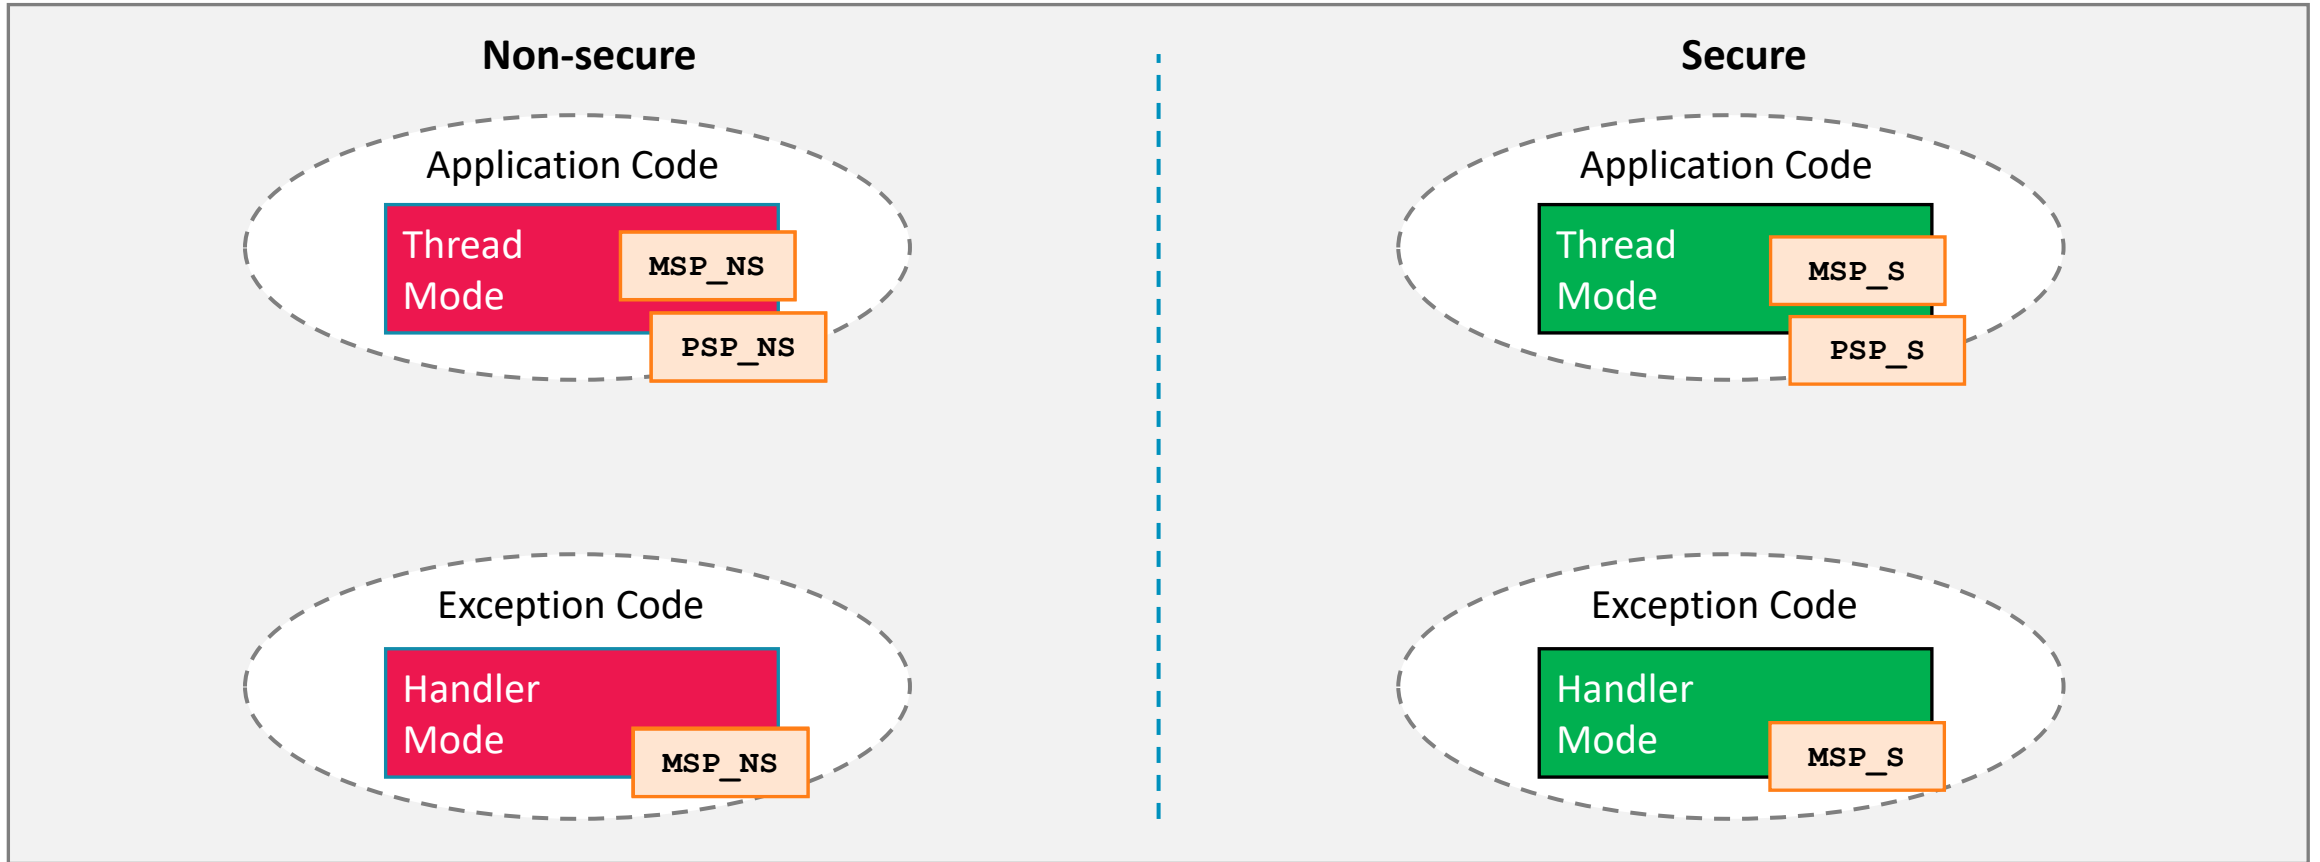 Non-secure
Application Code
Thread
Mode
MSP_NS
PSP_NS
Exception Code
Handler
Mode
MSP_NS
Secure
Application Code
Thread
Mode
MSP_S
PSP_S
Exception Code
Handler
Mode
MSP_S